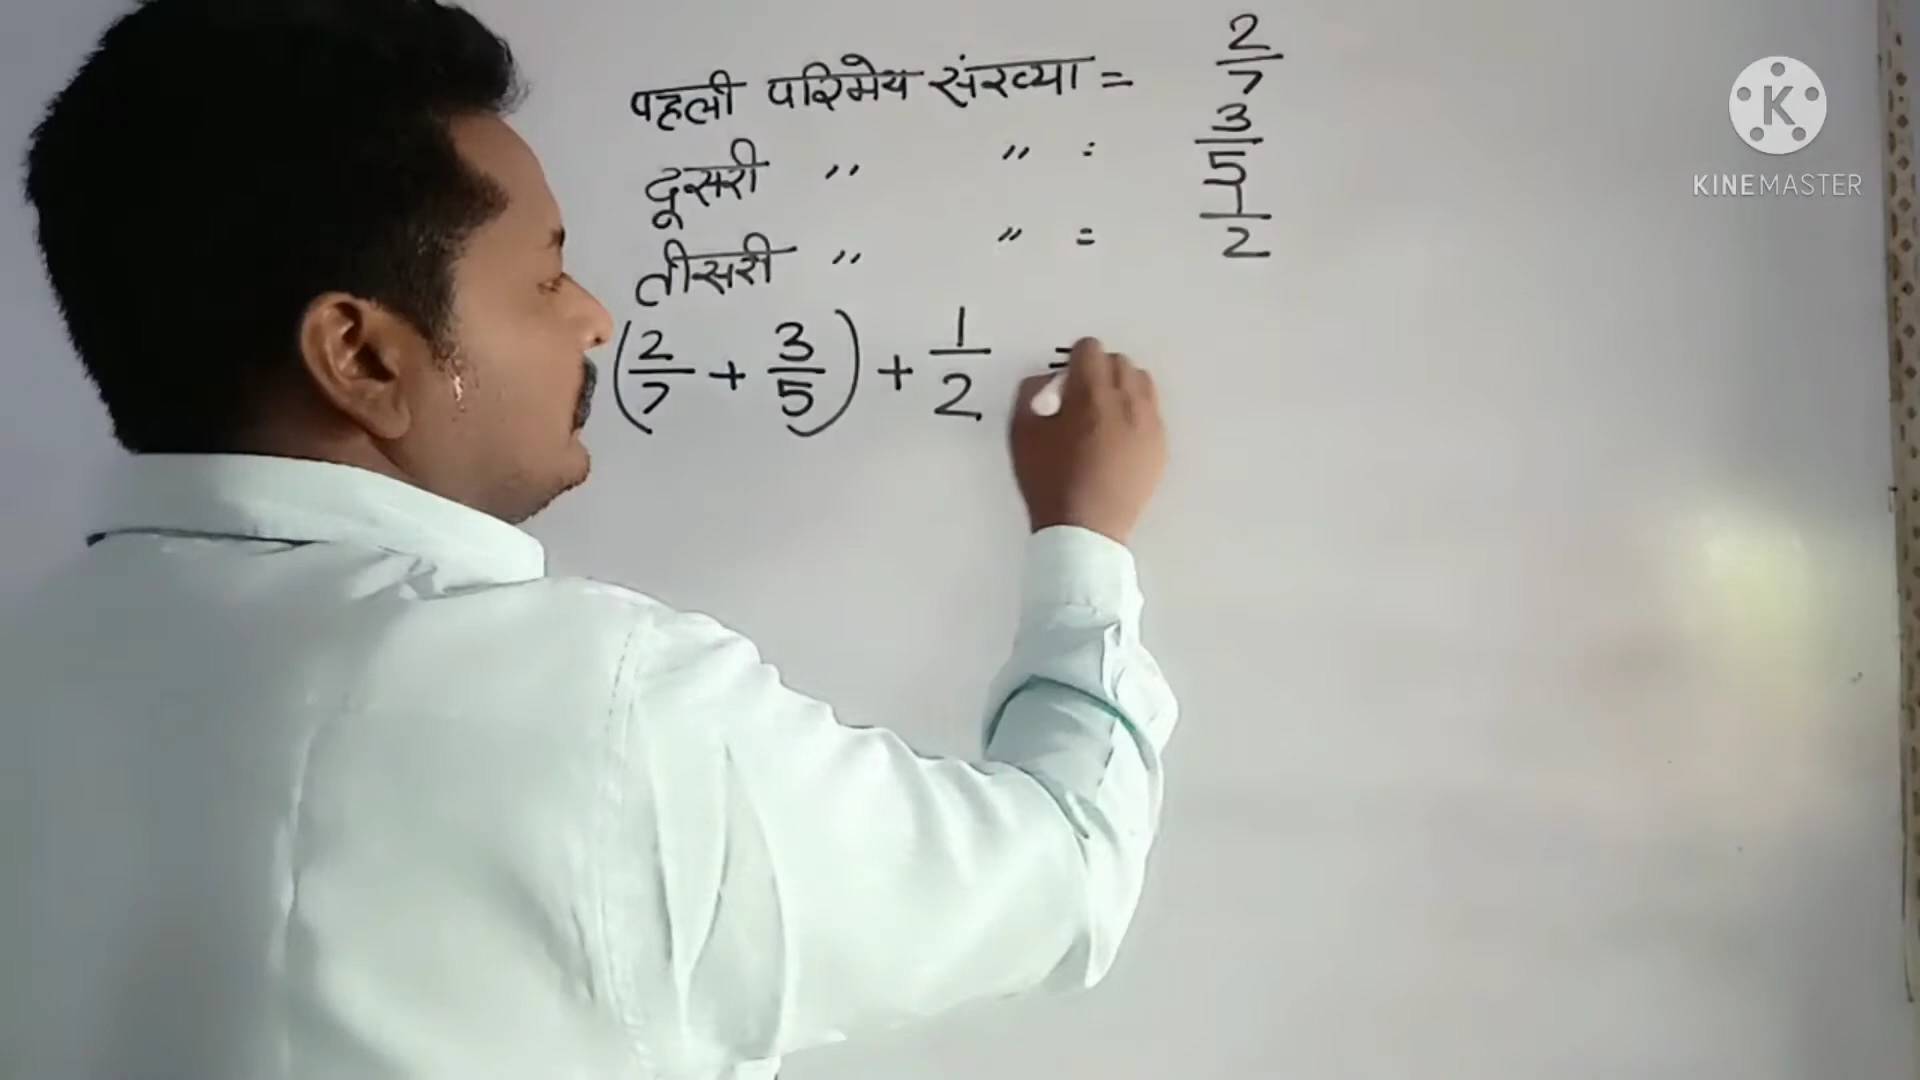 पहली परिमेय संख्या = 2/7
दूसरी " " = 3/5
तीसरी " " = 1/2
(2/7 + 3/5) + 1/2 =
KINEMASTER